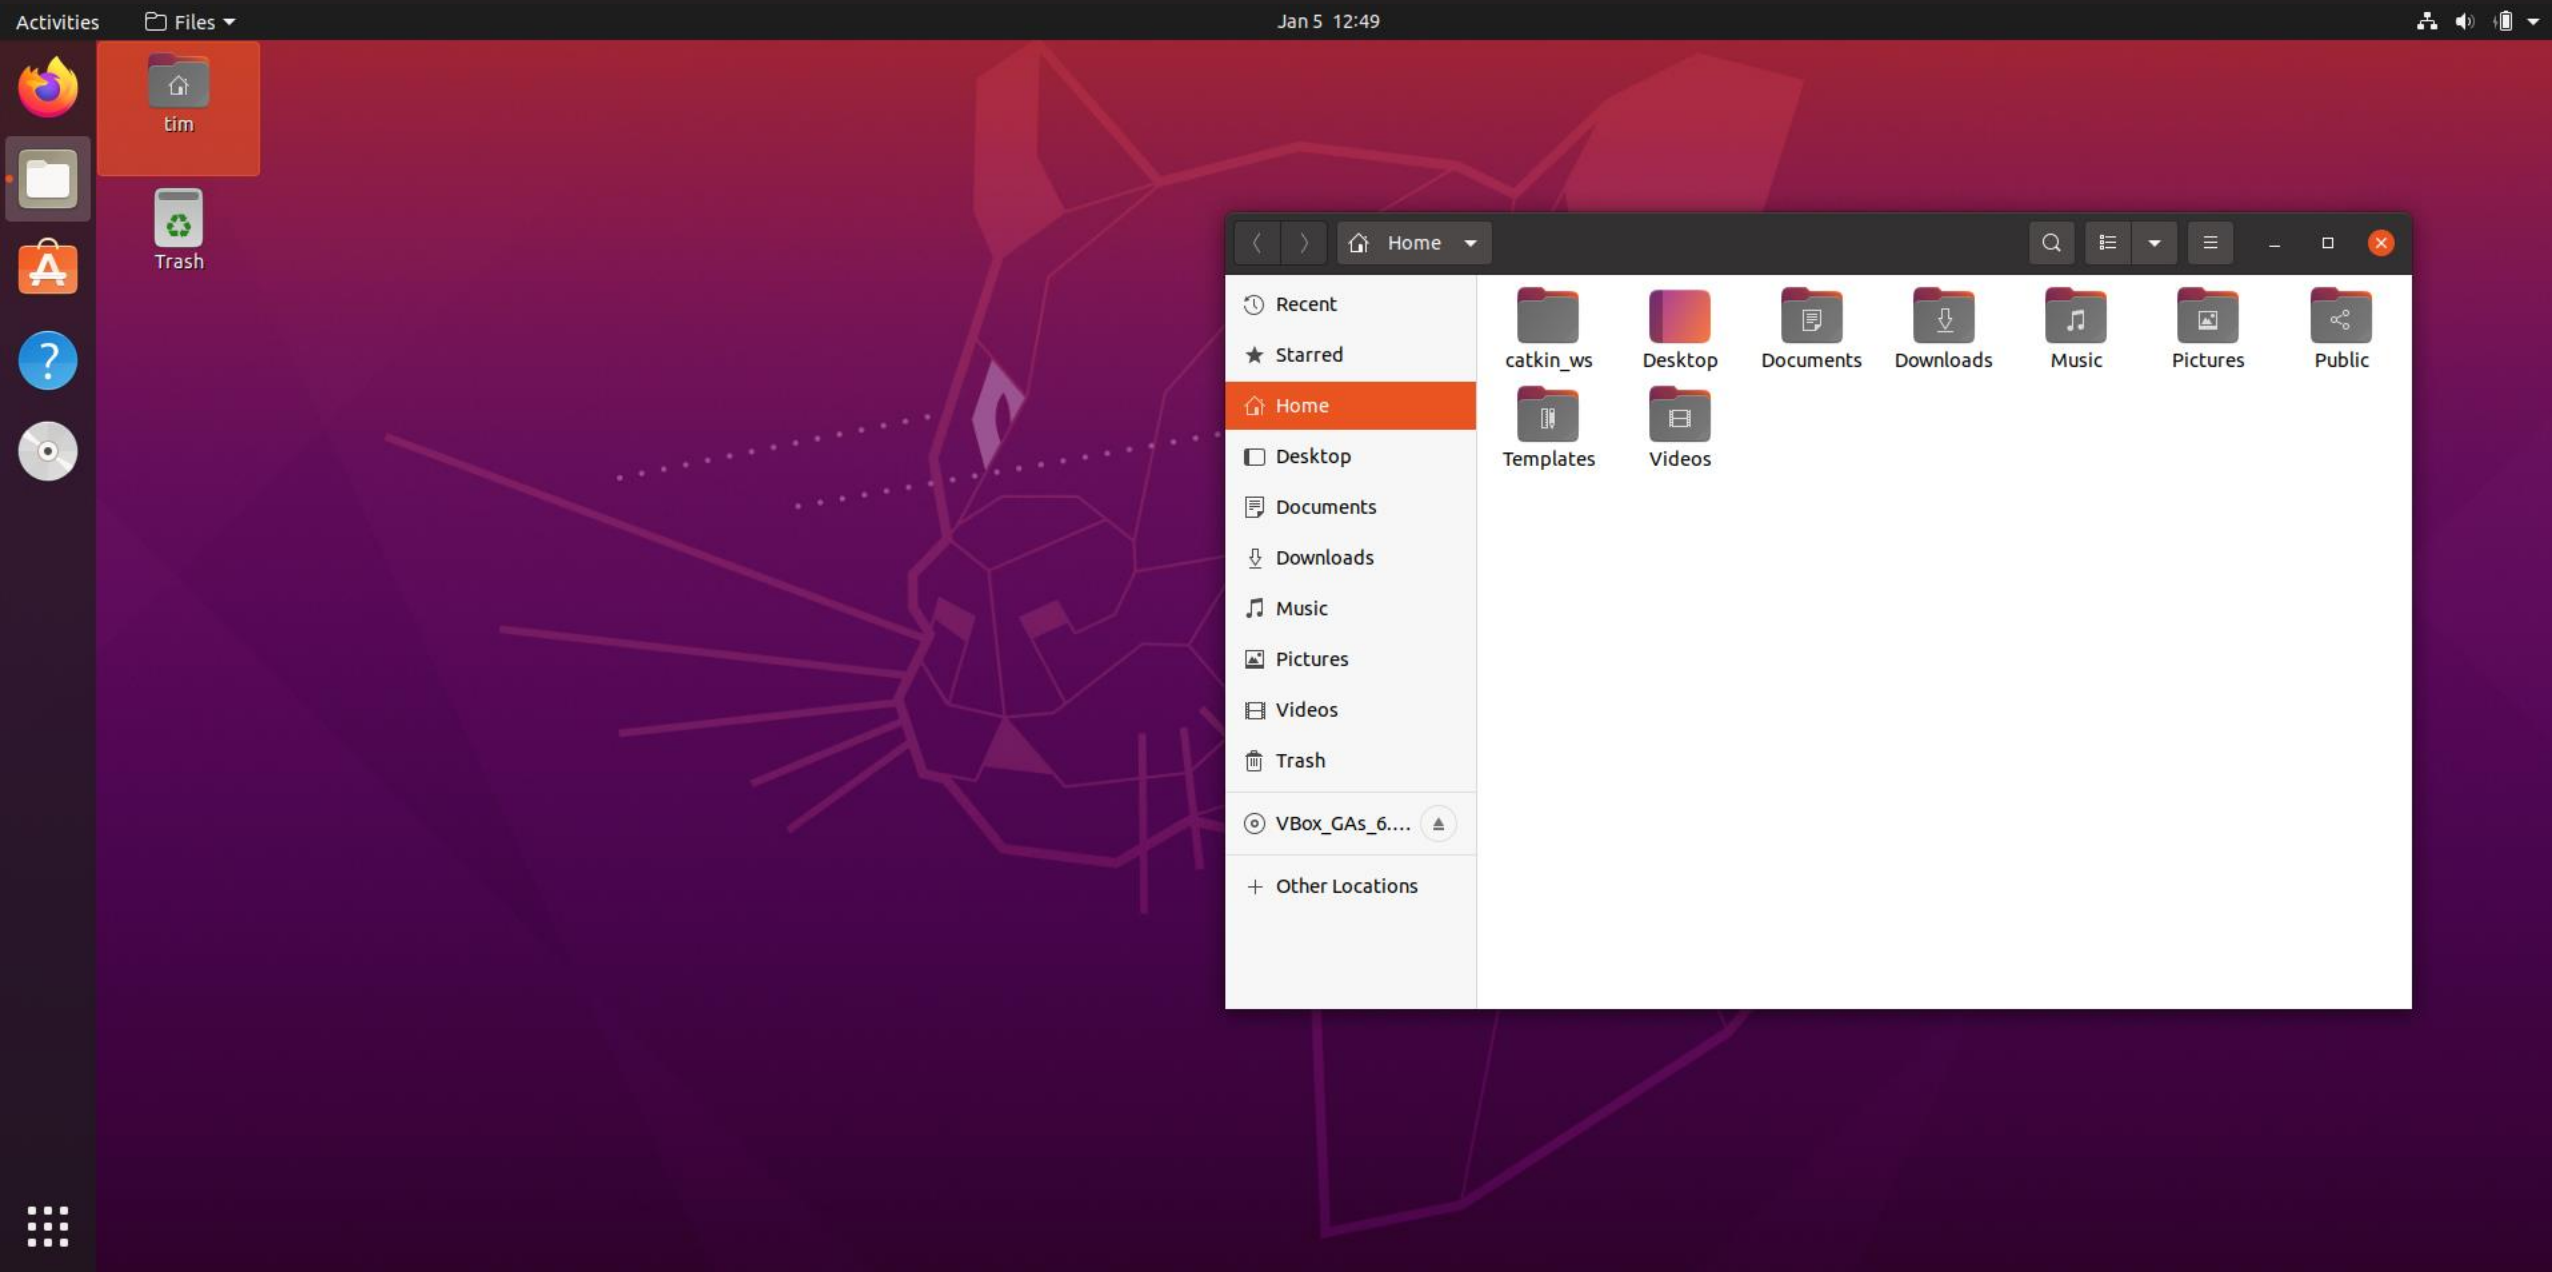 Activities Files Jan 5 12:49
tim
Trash
Home
Recent
Starred
Home
Desktop
Documents
Downloads
Music
Pictures
Videos
Trash
VBox_GAs_6....
Other Locations
catkin_ws Desktop Documents Downloads Music Pictures Public
Templates Videos